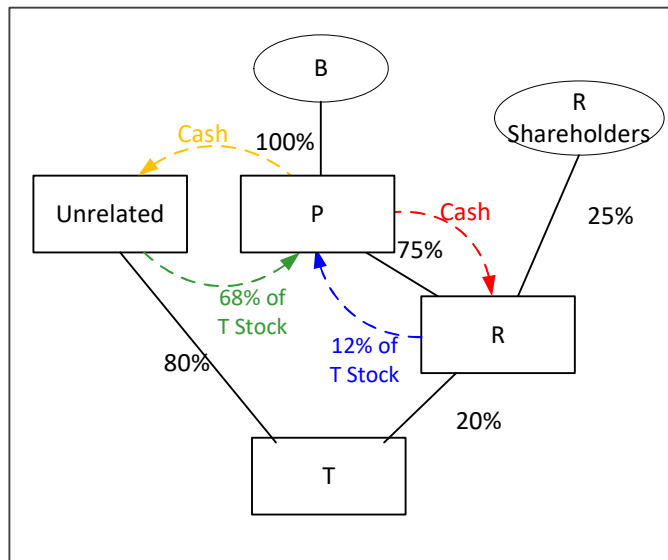 B
R
Shareholders
Cash
100%
Unrelated
P
Cash
25%
75%
68% of
T Stock
R
12% of
T Stock
80%
20%
T